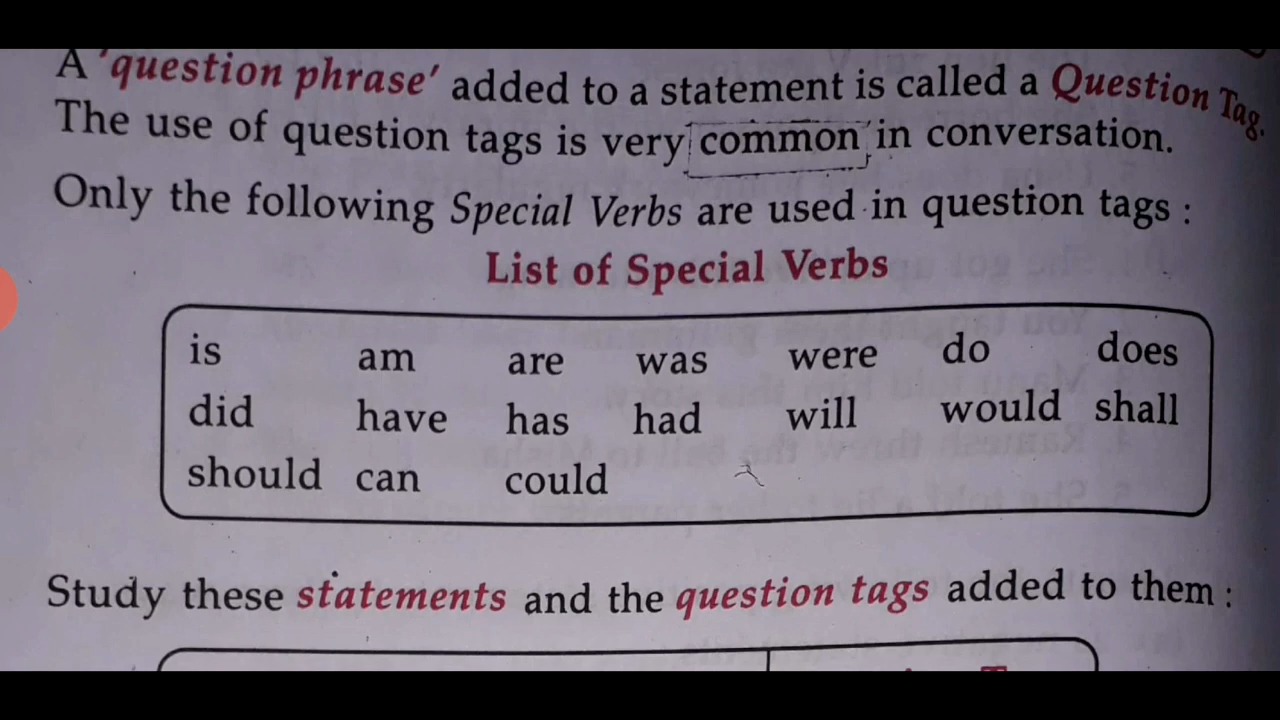 A 'question phrase' added to a statement is called a Question Tag.
The use of question tags is very common in conversation.
Only the following Special Verbs are used in question tags :
List of Special Verbs
is am are was were do does
did have has had will would shall
should can could
Study these statements and the question tags added to them :